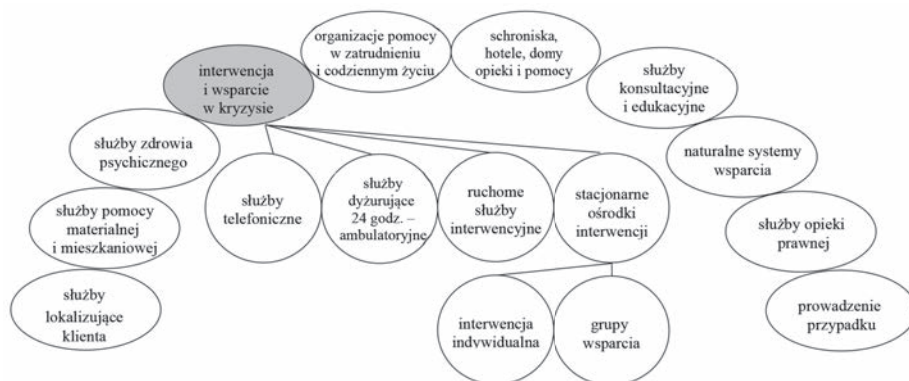 organizacje pomocy
w zatrudnieniu
i codziennym życiu
schroniska,
hotele, domy
opieki i pomocy
interwencja
i wsparcie
w kryzysie
służby
konsultacyjne
i edukacyjne
służby zdrowia
psychicznego
naturalne systemy
wsparcia
służby
telefoniczne
służby
dyżurujące
24 godz. –
ambulatoryjne
ruchome
służby
interwencyjne
stacjonarne
ośrodki
interwencji
służby pomocy
materialnej
i mieszkaniowej
służby opieki
prawnej
służby
lokalizujące
klienta
interwencja
indywidualna
grupy
wsparcia
prowadzenie
przypadku